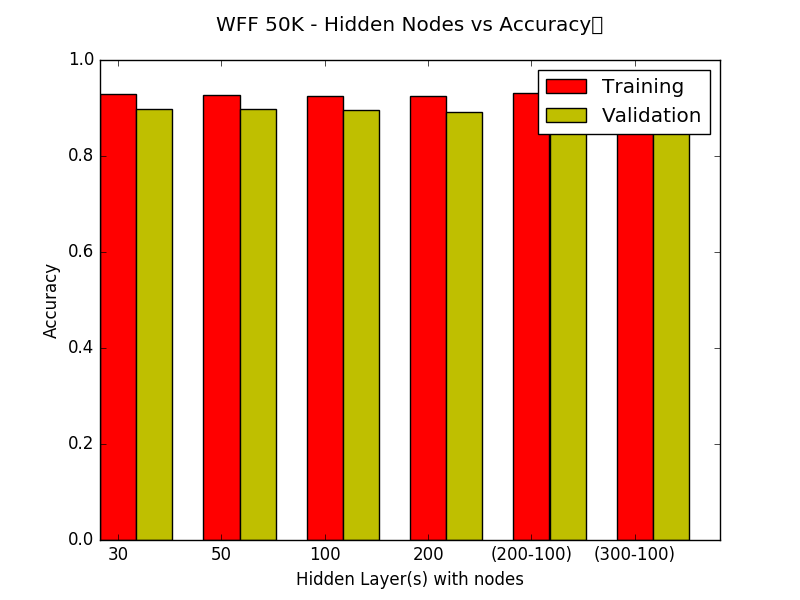 WFF 50K - Hidden Nodes vs Accuracy
1.0
0.8
0.6
0.4
0.2
0.0
Accuracy
Training
Validation
30 50 100 200 (200-100) (300-100)
Hidden Layer(s) with nodes